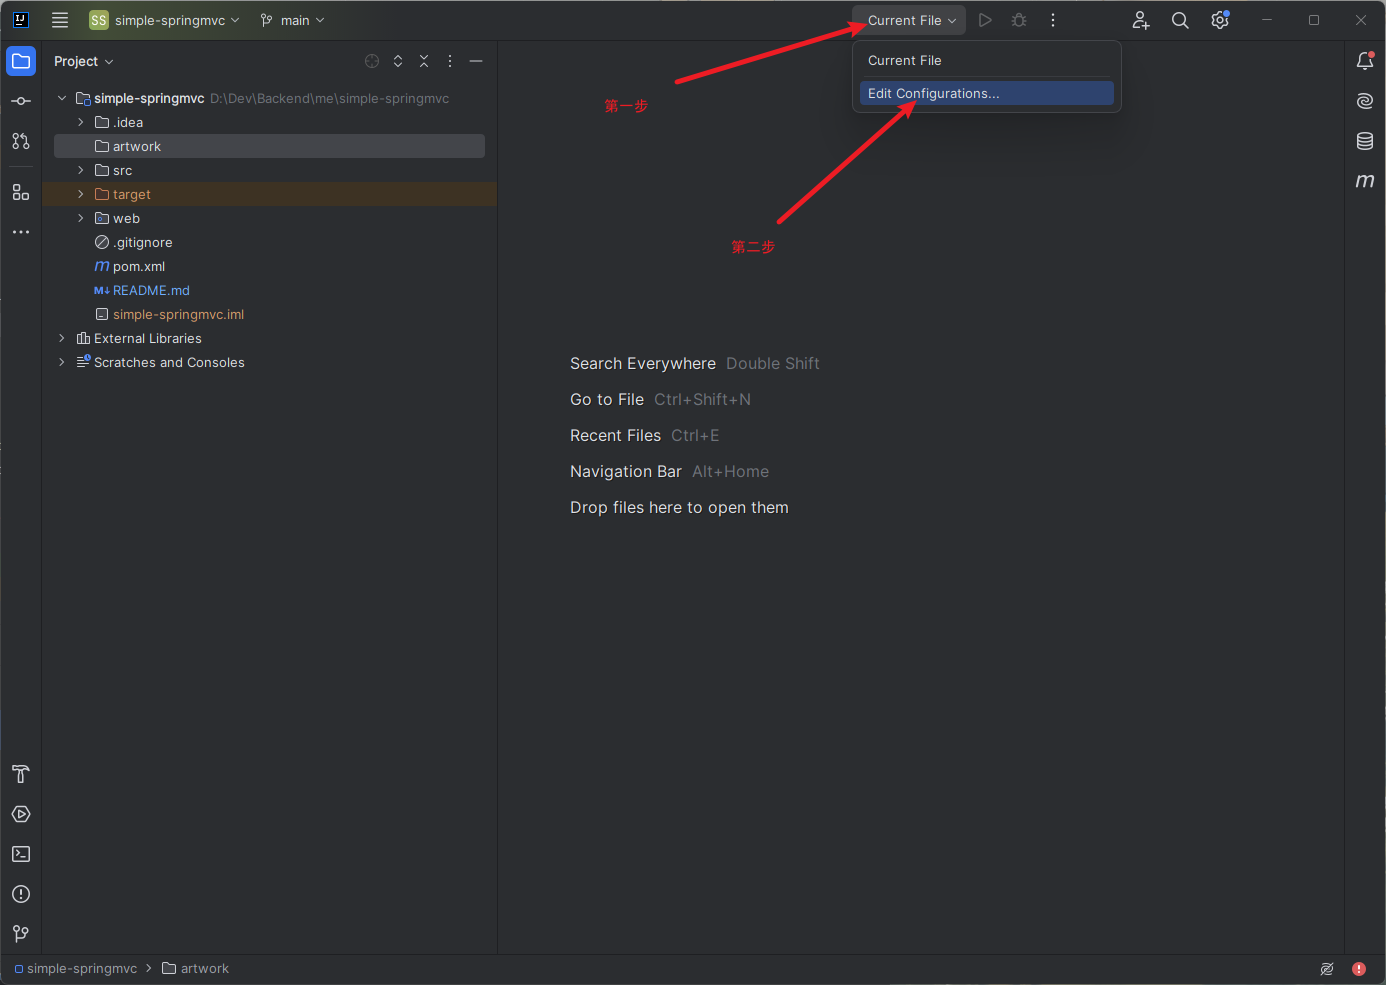 SS simple-springmvc main Current File
Project
Current File
Edit Configurations...
第一步
第二步
simple-springmvc D:\Dev\Backend\me\simple-springmvc
.idea
artwork
src
target
web
.gitignore
m pom.xml
M↓ README.md
simple-springmvc.iml
External Libraries
Scratches and Consoles
Search Everywhere Double Shift
Go to File Ctrl+Shift+N
Recent Files Ctrl+E
Navigation Bar Alt+Home
Drop files here to open them
m
simple-springmvc > artwork